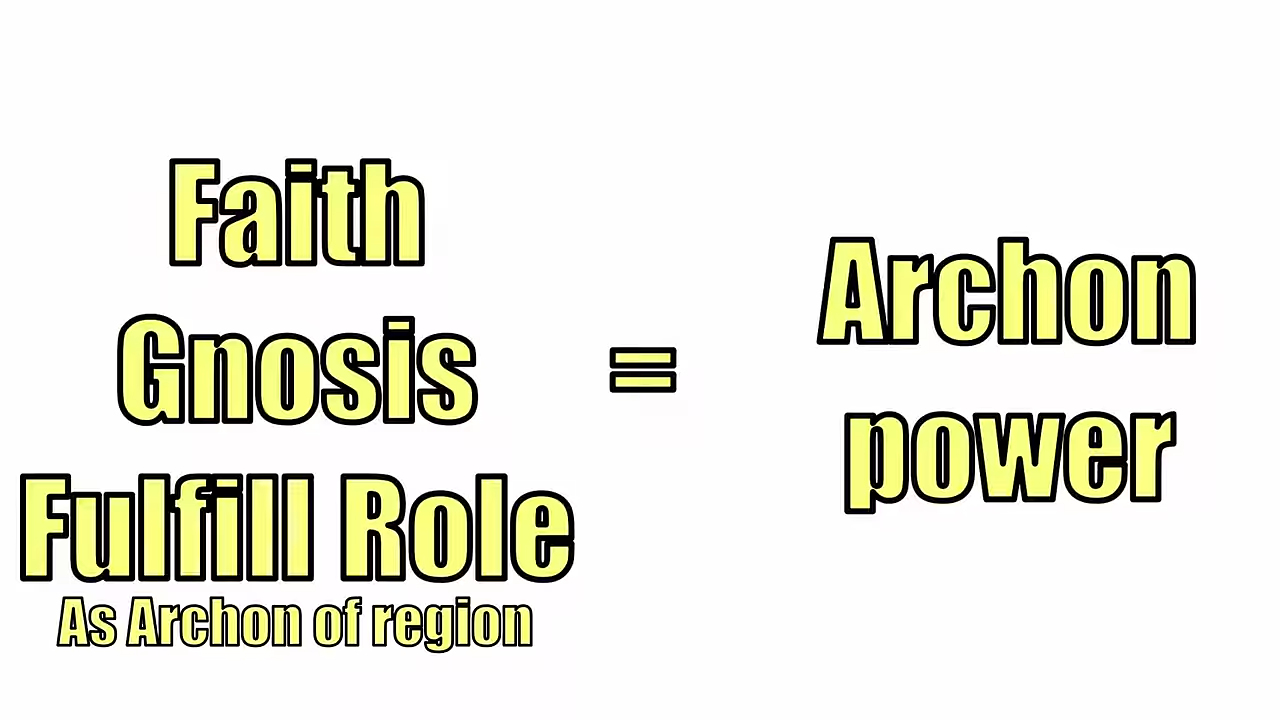 Faith
Gnosis
Fulfill Role
As Archon of region
=
Archon
power